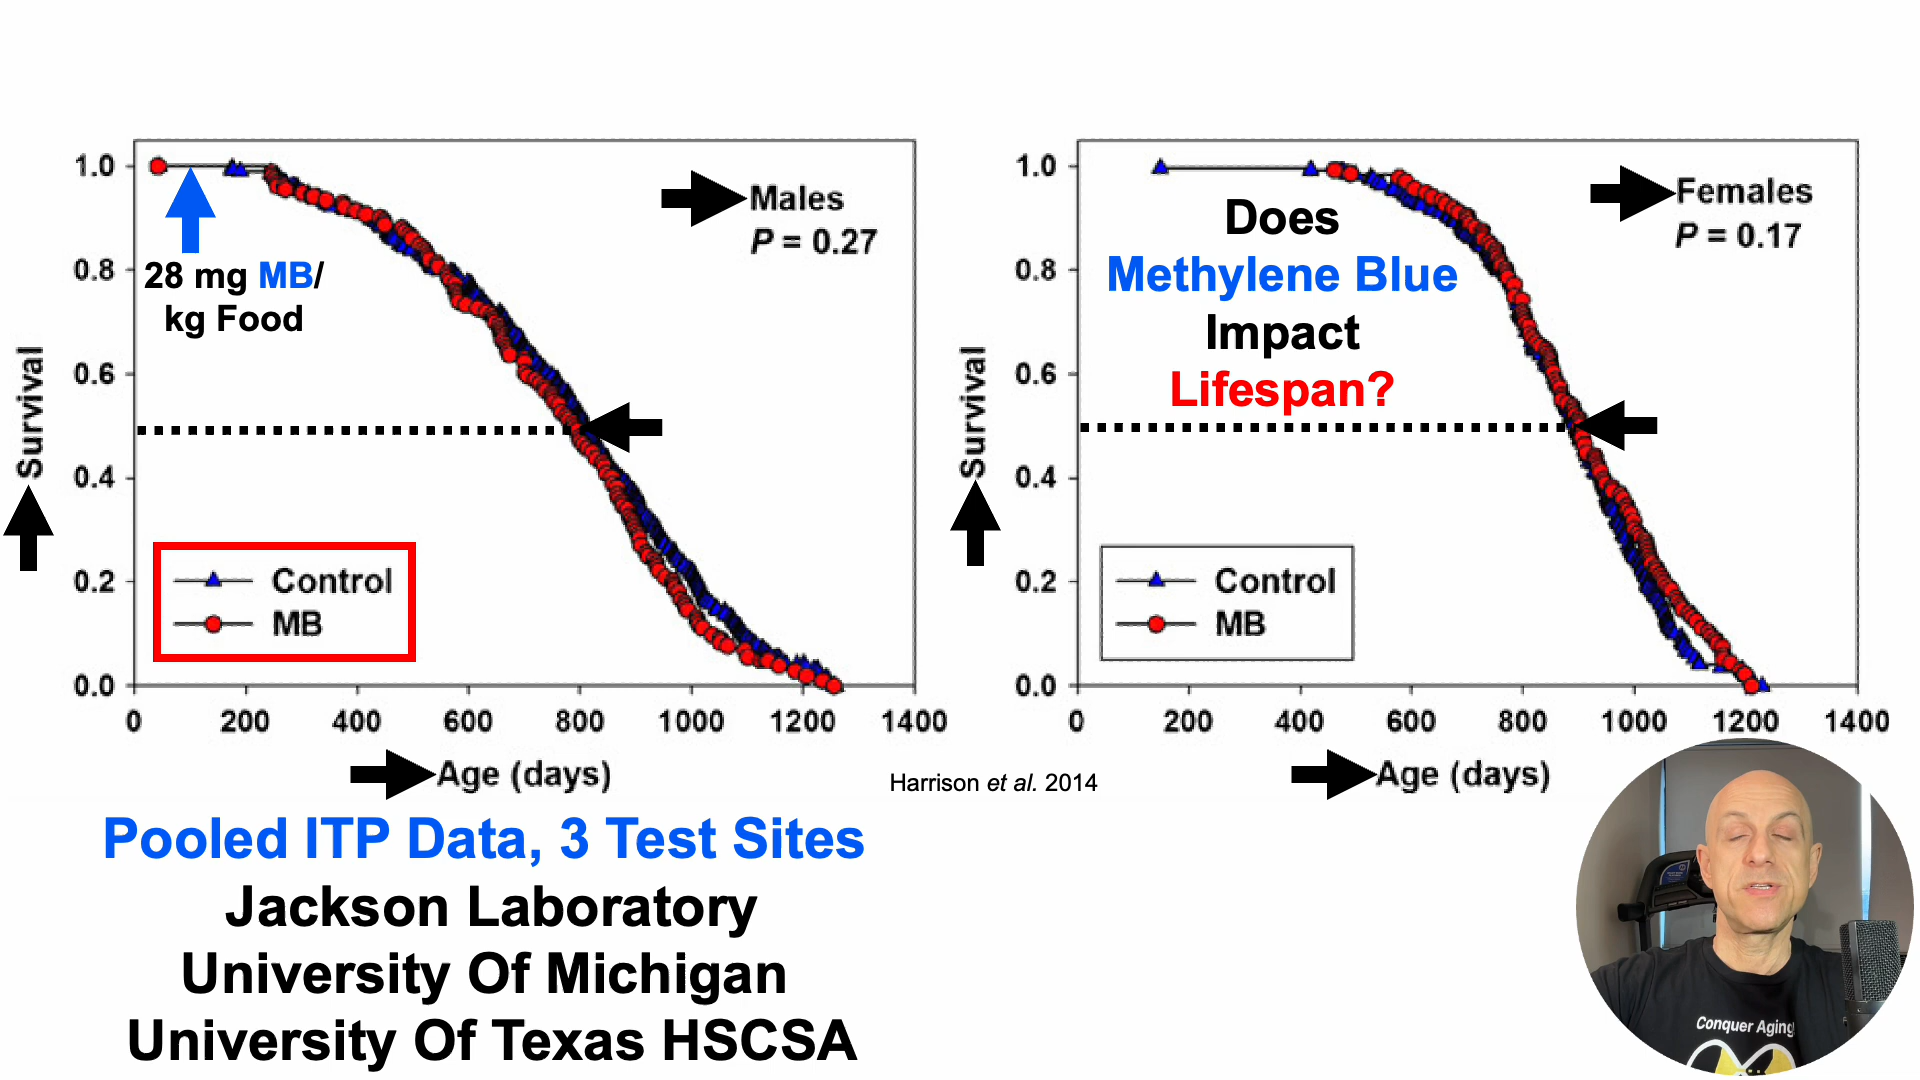 1.0
0.8
0.6
0.4
0.2
0.0
Survival
0
200
400
600
800
1000
1200
1400
Age (days)
Males
P = 0.27
28 mg MB/
kg Food
Control
MB
1.0
0.8
0.6
0.4
0.2
0.0
Survival
0
200
400
600
800
1000
1200
1400
Age (days)
Females
P = 0.17
Does
Methylene Blue
Impact
Lifespan?
Control
MB
Harrison et al. 2014
Pooled ITP Data, 3 Test Sites
Jackson Laboratory
University Of Michigan
University Of Texas HSCSA
Conquer Aging